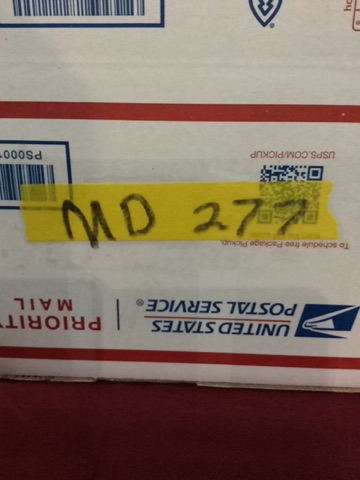 PS0001
USPS.COM/PICKUP
MD 277
To schedule free Package Pickup,
UNITED STATES
POSTAL SERVICE®
PRIORITY
MAIL